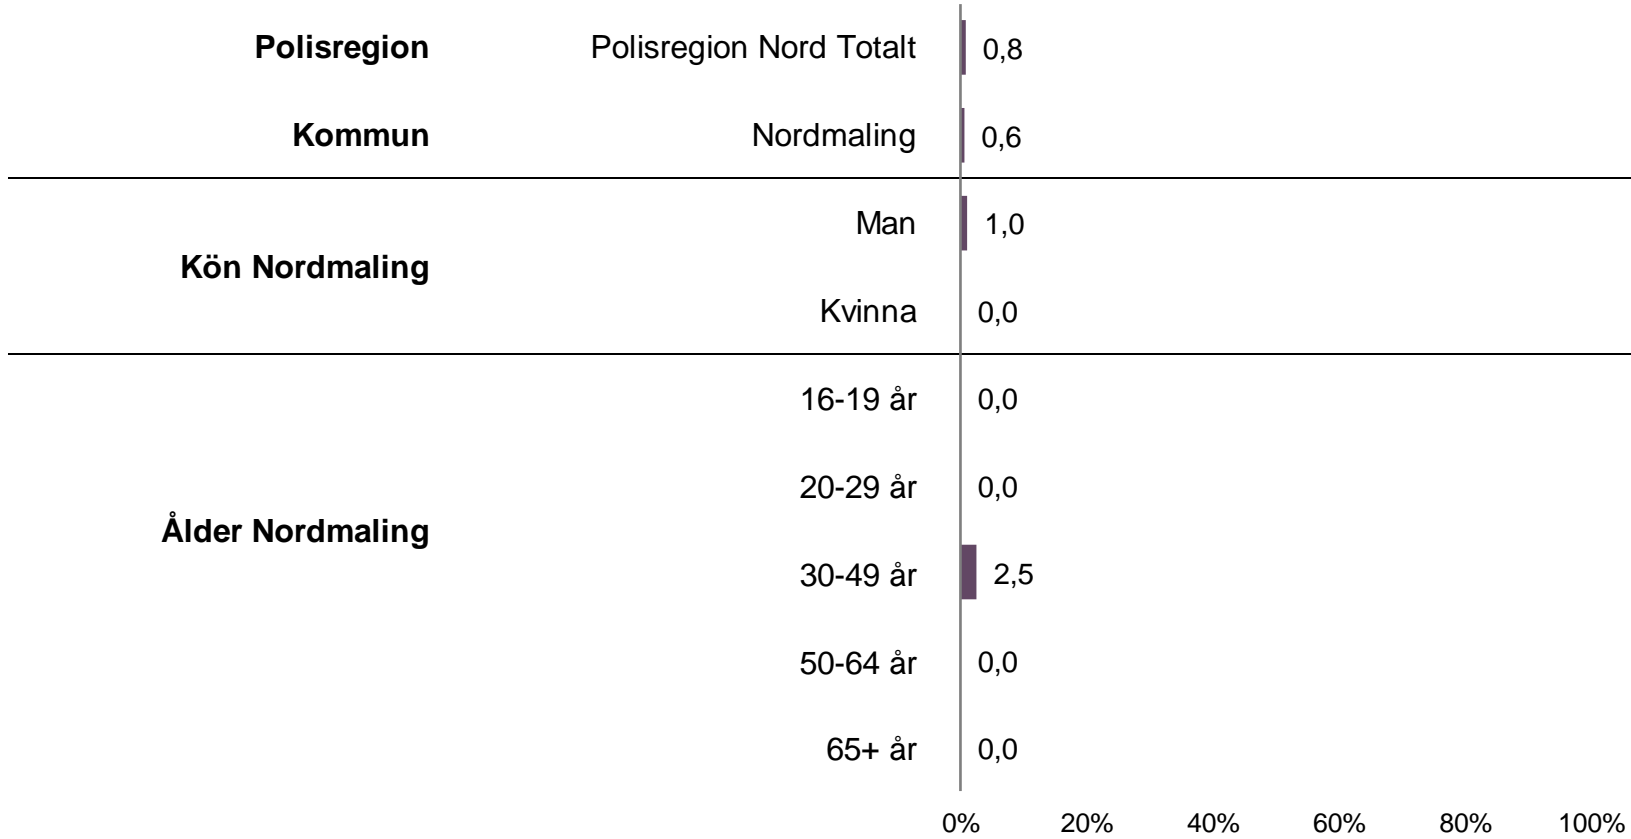 Polisregion Polisregion Nord Totalt 0,8
Kommun Nordmaling 0,6
Man 1,0
Kön Nordmaling
Kvinna 0,0
16-19 år 0,0
20-29 år 0,0
Ålder Nordmaling
30-49 år 2,5
50-64 år 0,0
65+ år 0,0
0% 20% 40% 60% 80% 100%